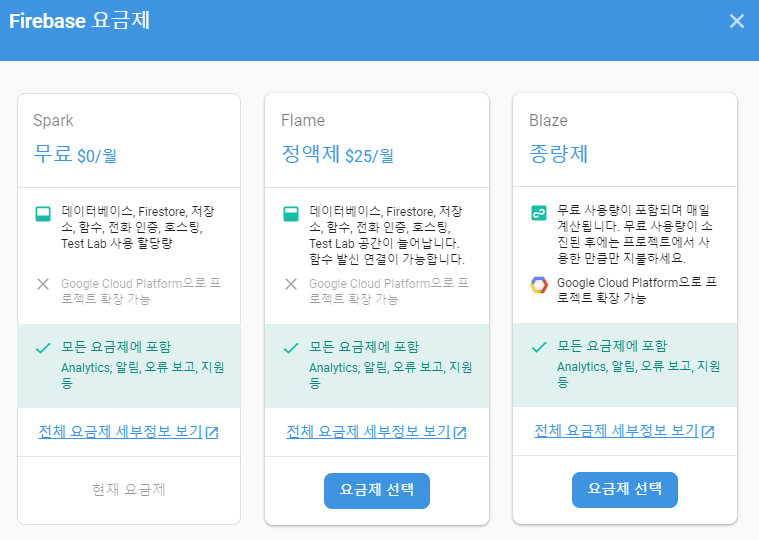 Firebase 요금제
Spark
무료 $0/월
데이터베이스, Firestore, 저장
소, 함수, 전화 인증, 호스팅,
Test Lab 사용 할당량
Google Cloud Platform으로 프
로젝트 확장 가능
모든 요금제에 포함
Analytics, 알림, 오류 보고, 지원
등
전체 요금제 세부정보 보기
현재 요금제
Flame
정액제 $25/월
데이터베이스, Firestore, 저장
소, 함수, 전화 인증, 호스팅,
Test Lab 공간이 늘어납니다.
함수 발신 연결이 가능합니다.
Google Cloud Platform으로 프
로젝트 확장 가능
모든 요금제에 포함
Analytics, 알림, 오류 보고, 지원
등
전체 요금제 세부정보 보기
요금제 선택
Blaze
종량제
무료 사용량이 포함되며 매일
계산됩니다. 무료 사용량이 소
진된 후에는 프로젝트에서 사
용한 만큼만 지불하세요.
Google Cloud Platform으로 프
로젝트 확장 가능
모든 요금제에 포함
Analytics, 알림, 오류 보고, 지원
등
전체 요금제 세부정보 보기
요금제 선택